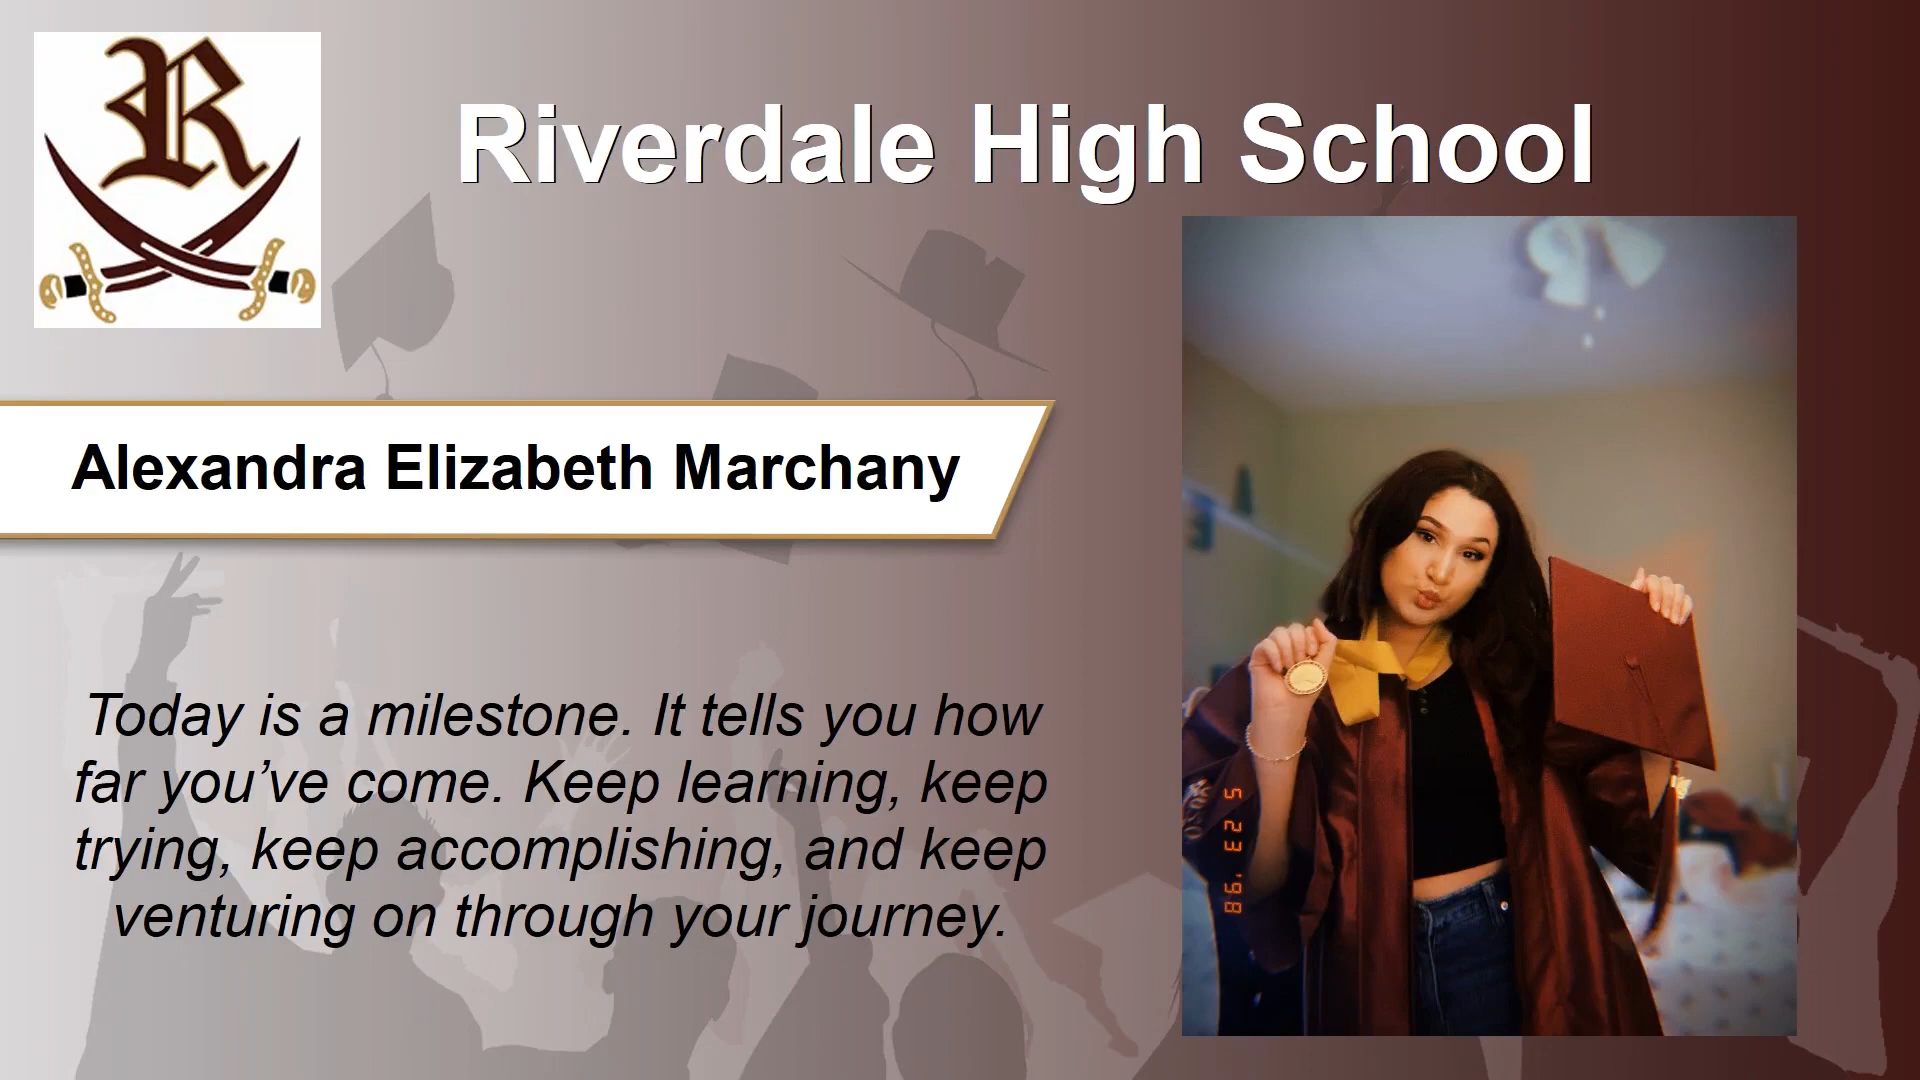 R
Riverdale High School
Alexandra Elizabeth Marchany
Today is a milestone. It tells you how
far you’ve come. Keep learning, keep
trying, keep accomplishing, and keep
venturing on through your journey.
5 23 '98